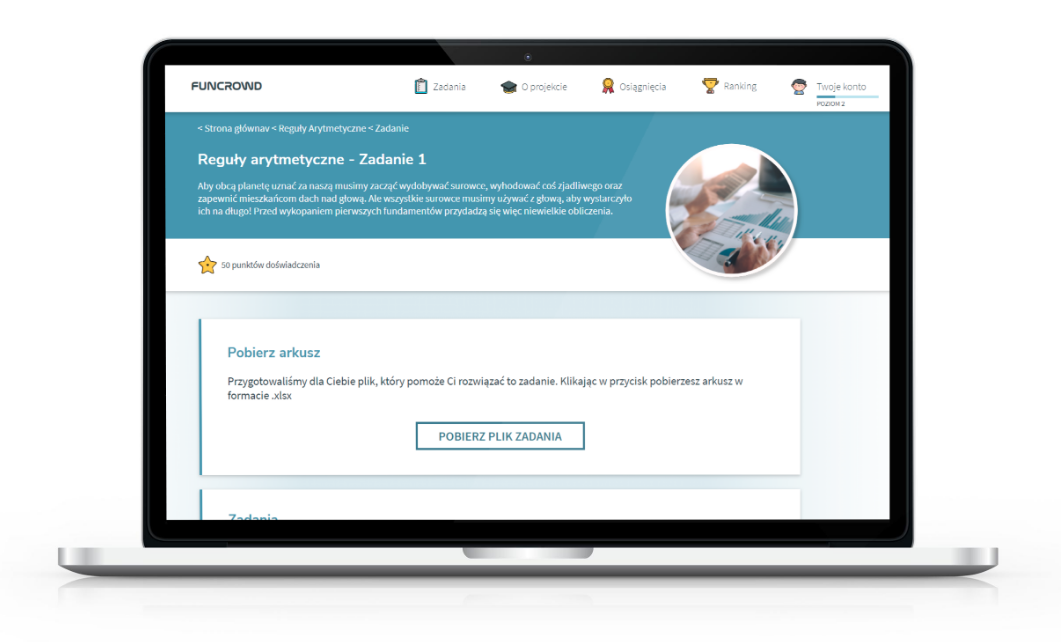 FUNCROWD
Zadania
O projekcie
Osiągnięcia
Ranking
Twoje konto
POZIOM 2
< Strona głównav < Reguły Arytmetyczne < Zadanie
Reguły arytmetyczne - Zadanie 1
Aby obcą planetę uznać za naszą musimy zacząć wydobywać surowce, wyhodować coś zjadliwego oraz
zapewnić mieszkańcom dach nad głową. Ale wszystkie surowce musimy używać z głową, aby wystarczyło
ich na długo! Przed wykopaniem pierwszych fundamentów przydadzą się więc niewielkie obliczenia.
50 punktów doświadczenia
Pobierz arkusz
Przygotowaliśmy dla Ciebie plik, który pomoże Ci rozwiązać to zadanie. Klikając w przycisk pobierzesz arkusz w
formacie .xlsx
POBIERZ PLIK ZADANIA
Zadania